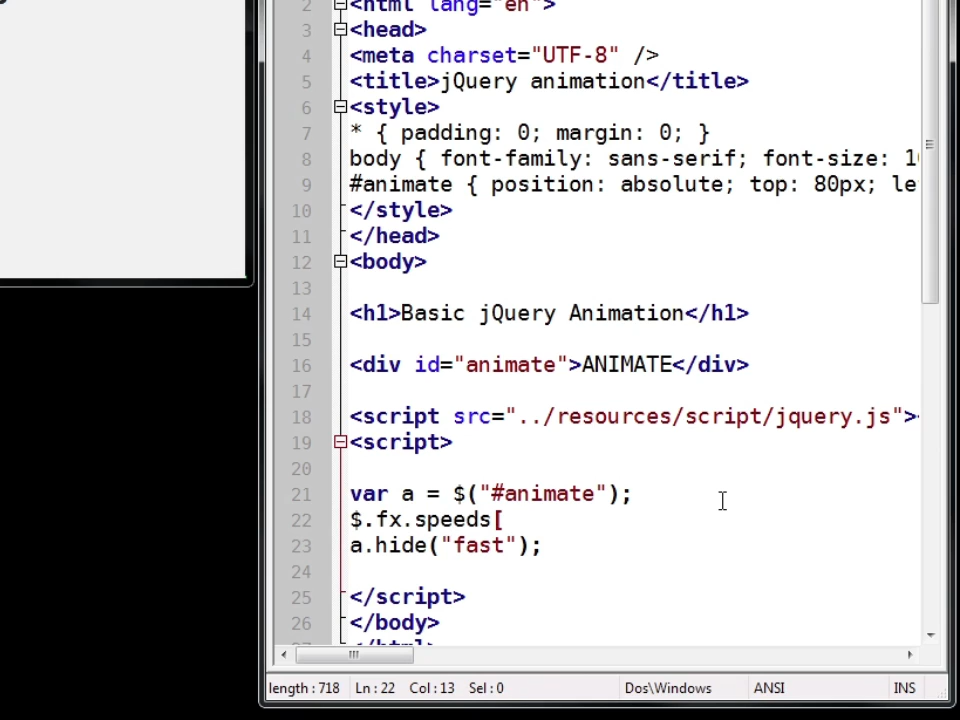 2 <html lang="en">
3 <head>
4 <meta charset="UTF-8" />
5 <title>jQuery animation</title>
6 <style>
7 * { padding: 0; margin: 0; }
8 body { font-family: sans-serif; font-size: 1
9 #animate { position: absolute; top: 80px; le
10 </style>
11 </head>
12 <body>
13
14 <h1>Basic jQuery Animation</h1>
15
16 <div id="animate">ANIMATE</div>
17
18 <script src="../resources/script/jquery.js">
19 <script>
20
21 var a = $("#animate");
22 $.fx.speeds[
23 a.hide("fast");
24
25 </script>
26 </body>
length : 718 Ln : 22 Col : 13 Sel : 0 Dos\Windows ANSI INS